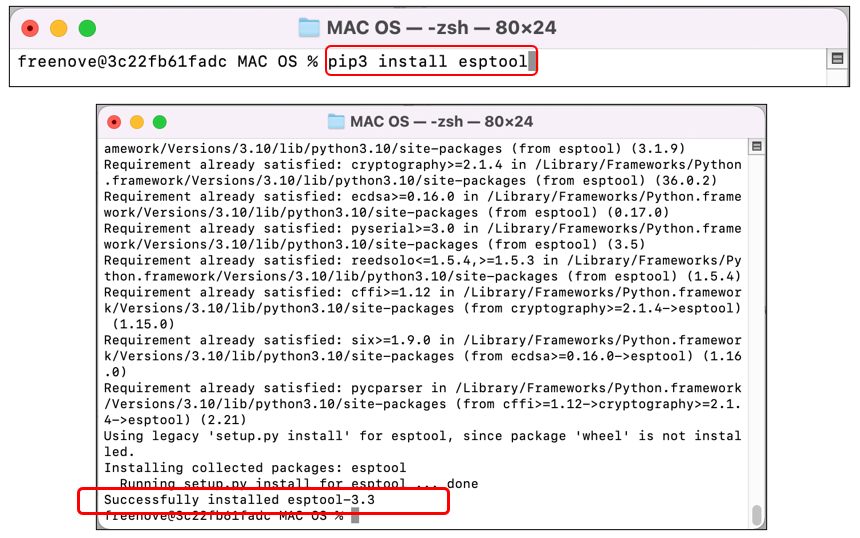 MAC OS — -zsh — 80×24
freenove@3c22fb61fadc MAC OS % pip3 install esptool
MAC OS — -zsh — 80×24
amework/Versions/3.10/lib/python3.10/site-packages (from esptool) (3.1.9)
Requirement already satisfied: cryptography>=2.1.4 in /Library/Frameworks/Python
.framework/Versions/3.10/lib/python3.10/site-packages (from esptool) (36.0.2)
Requirement already satisfied: ecdsa>=0.16.0 in /Library/Frameworks/Python.frame
work/Versions/3.10/lib/python3.10/site-packages (from esptool) (0.17.0)
Requirement already satisfied: pyserial>=3.0 in /Library/Frameworks/Python.frame
work/Versions/3.10/lib/python3.10/site-packages (from esptool) (3.5)
Requirement already satisfied: reedsolo<=1.5.4,>=1.5.3 in /Library/Frameworks/Py
thon.framework/Versions/3.10/lib/python3.10/site-packages (from esptool) (1.5.4)
Requirement already satisfied: cffi>=1.12 in /Library/Frameworks/Python.framewor
k/Versions/3.10/lib/python3.10/site-packages (from cryptography>=2.1.4->esptool)
 (1.15.0)
Requirement already satisfied: six>=1.9.0 in /Library/Frameworks/Python.framewor
k/Versions/3.10/lib/python3.10/site-packages (from ecdsa>=0.16.0->esptool) (1.16
.0)
Requirement already satisfied: pycparser in /Library/Frameworks/Python.framework
/Versions/3.10/lib/python3.10/site-packages (from cffi>=1.12->cryptography>=2.1.
4->esptool) (2.21)
Using legacy 'setup.py install' for esptool, since package 'wheel' is not instal
led.
Installing collected packages: esptool
  Running setup.py install for esptool ... done
Successfully installed esptool-3.3
freenove@3c22fb61fadc MAC OS %